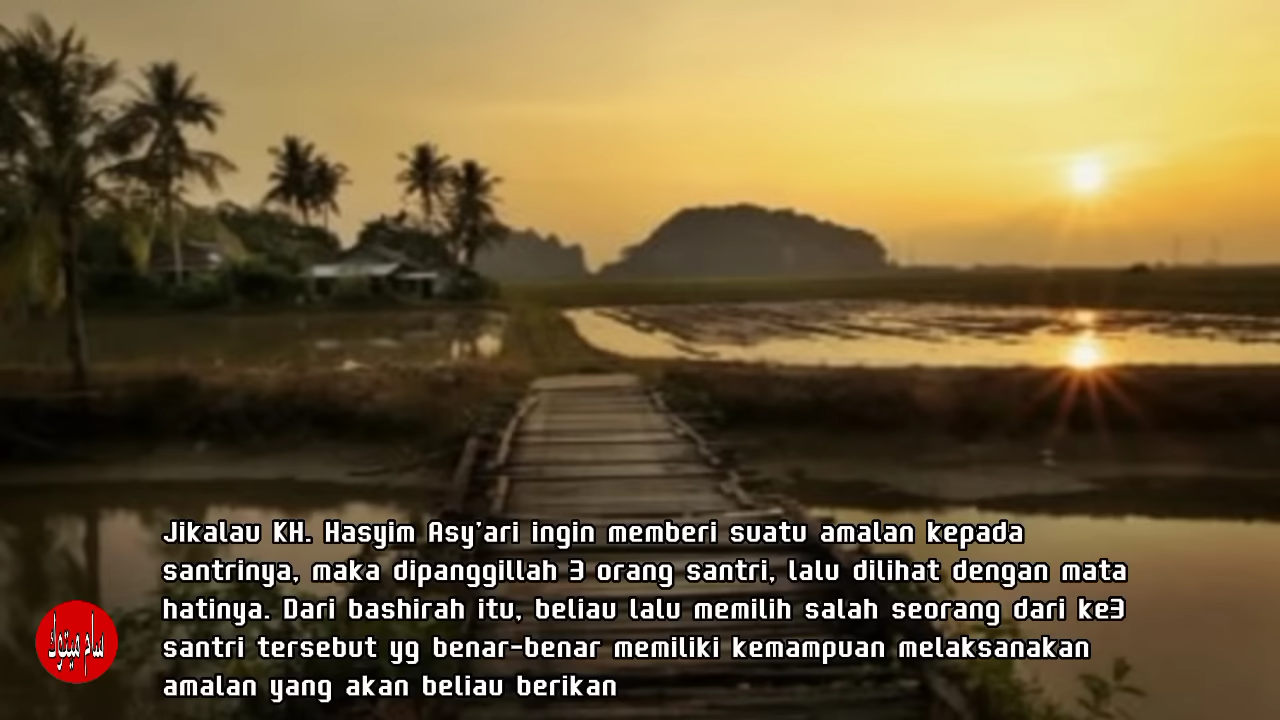 Jikalau KH. Hasyim Asy'ari ingin memberi suatu amalan kepada
santrinya, maka dipanggillah 3 orang santri, lalu dilihat dengan mata
hatinya. Dari bashirah itu, beliau lalu memilih salah seorang dari ke3
santri tersebut yg benar-benar memiliki kemampuan melaksanakan
amalan yang akan beliau berikan
سام ميتوك